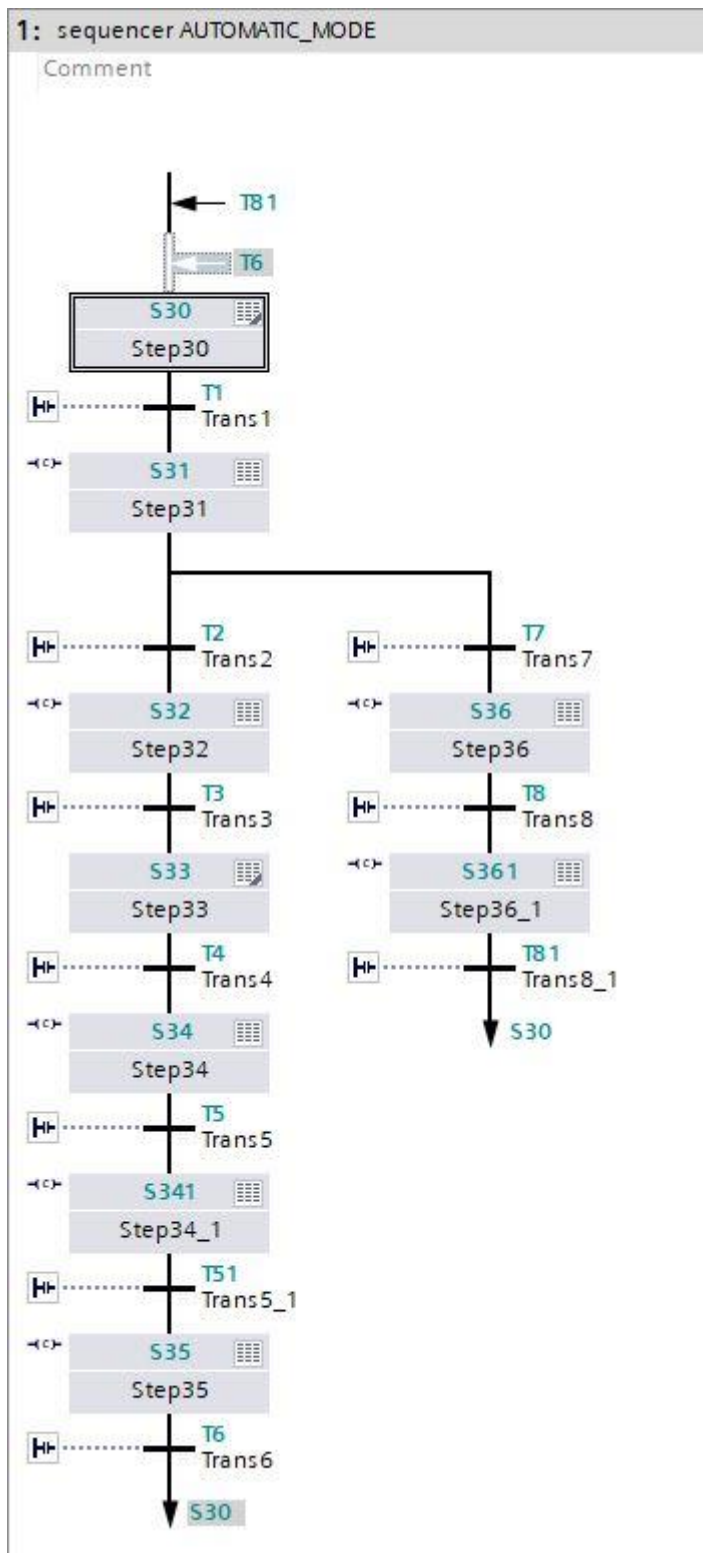 1: sequencer AUTOMATIC_MODE
Comment
T81
T6
S30
Step30
T1
Trans1
S31
Step31
T2
Trans2
T7
Trans7
S32
Step32
S36
Step36
T3
Trans3
T8
Trans8
S33
Step33
S361
Step36_1
T4
Trans4
T81
Trans8_1
S30
S34
Step34
T5
Trans5
S341
Step34_1
T51
Trans5_1
S35
Step35
T6
Trans6
S30